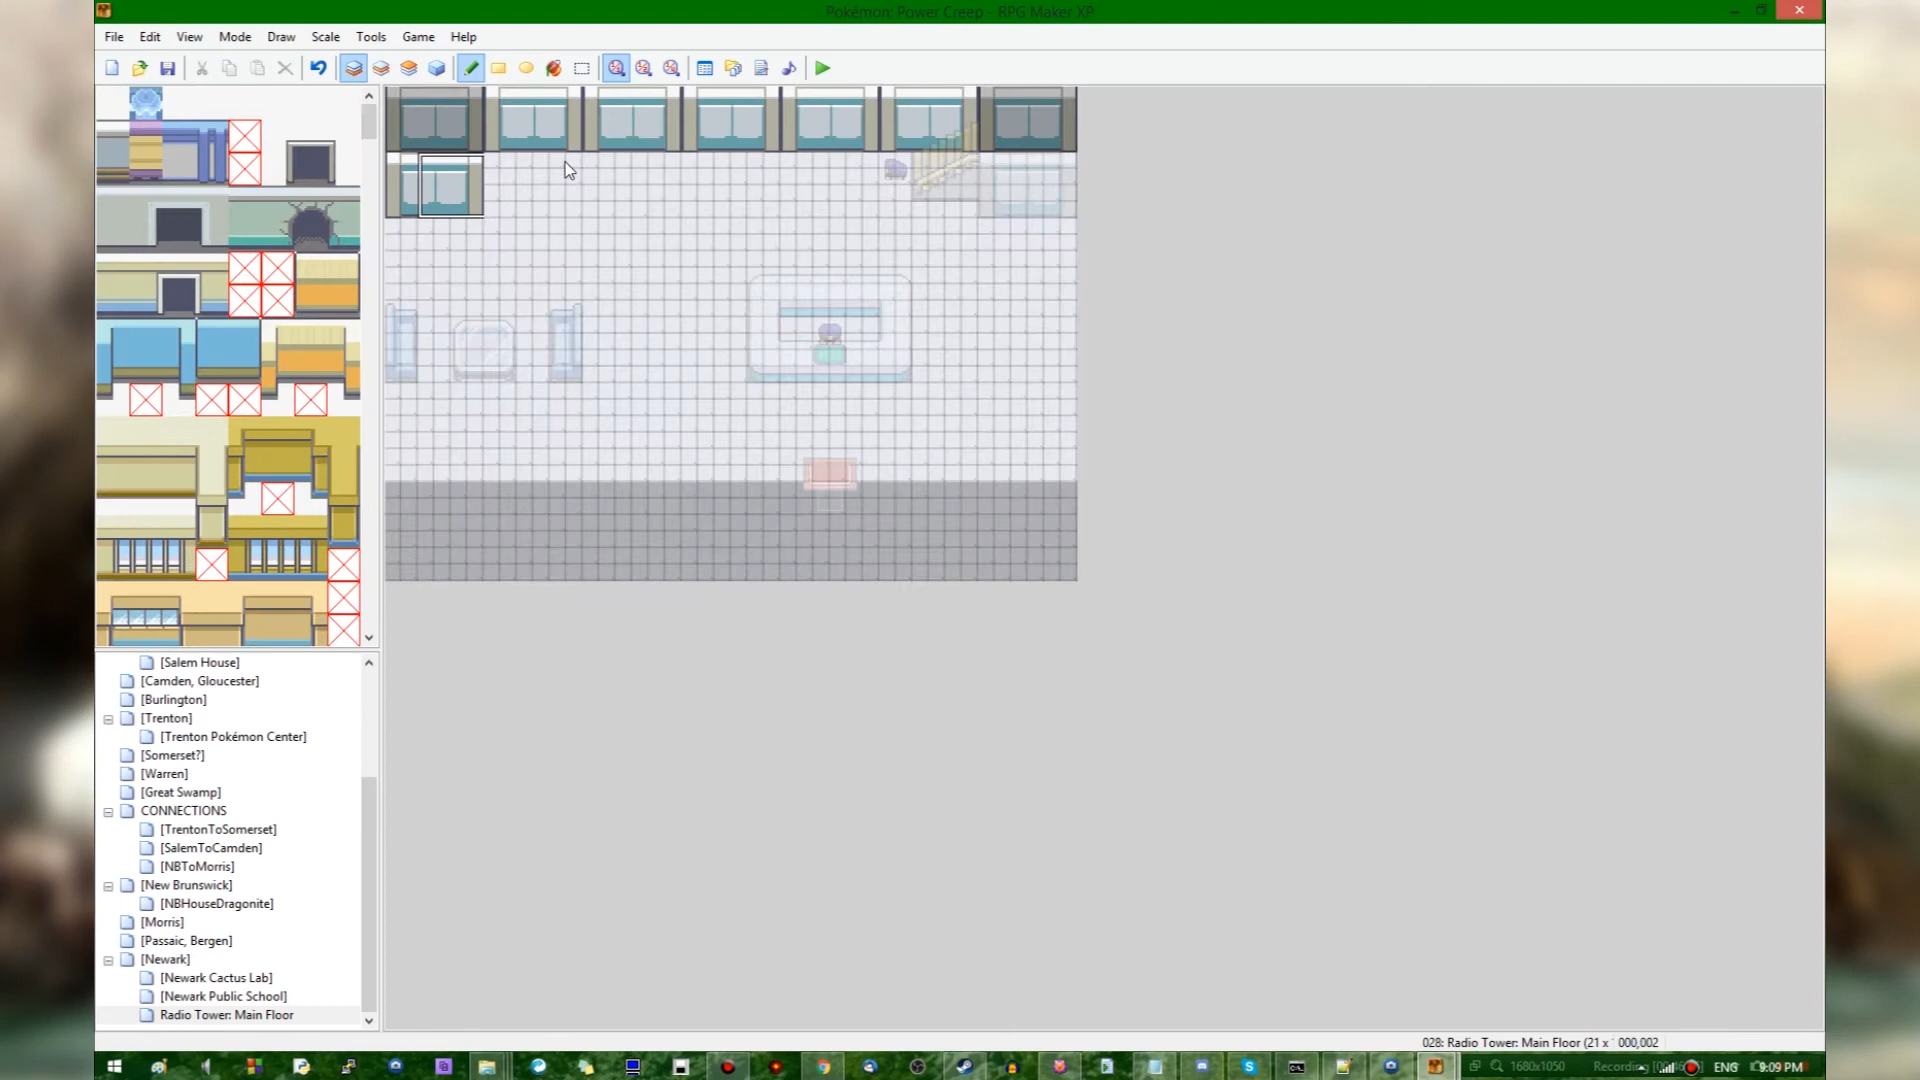 Pokémon: Power Creep - RPG Maker XP
File Edit View Mode Draw Scale Tools Game Help
[Salem House]
[Camden, Gloucester]
[Burlington]
[Trenton]
[Trenton Pokémon Center]
[Somerset?]
[Warren]
[Great Swamp]
CONNECTIONS
[TrentonToSomerset]
[SalemToCamden]
[NBToMorris]
[New Brunswick]
[NBHouseDragonite]
[Morris]
[Passaic, Bergen]
[Newark]
[Newark Cactus Lab]
[Newark Public School]
Radio Tower: Main Floor
028: Radio Tower: Main Floor (21 x 000,002
1680x1050 Recording ENG 9:09 PM